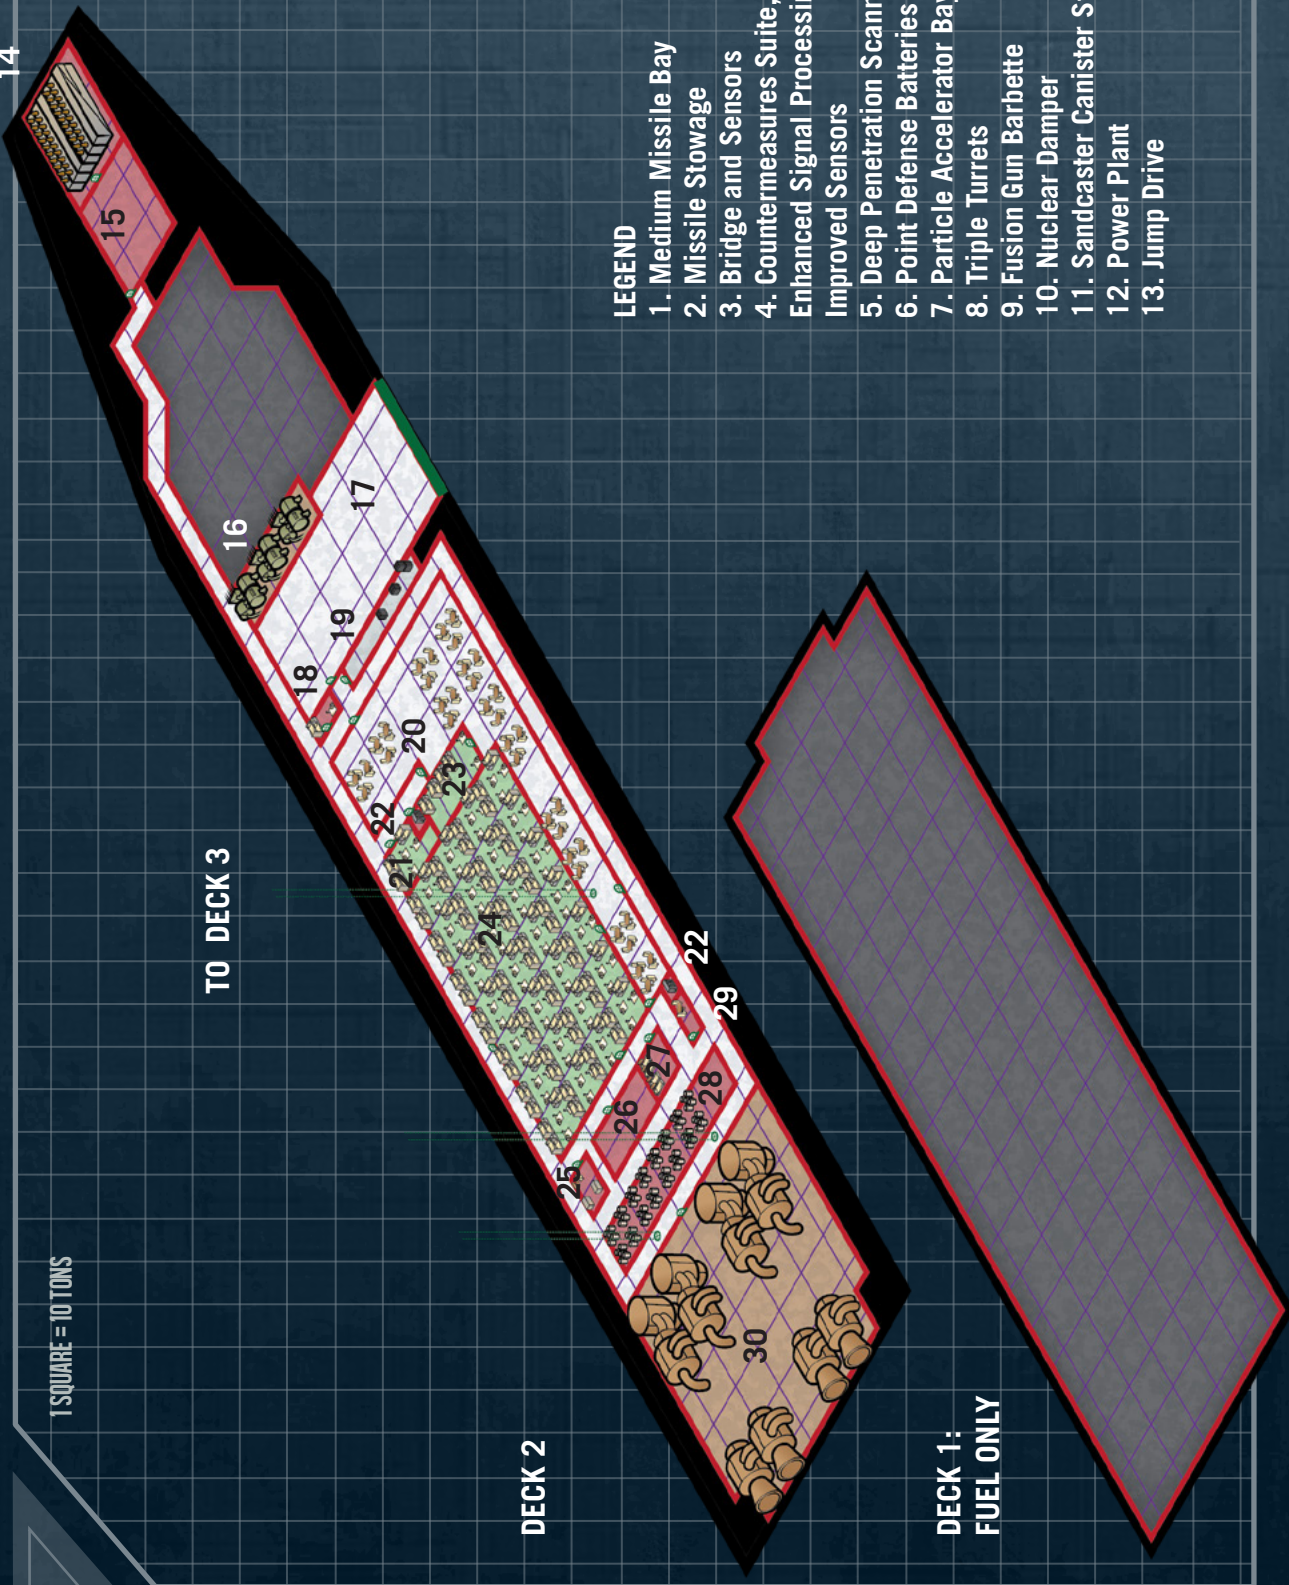 1 SQUARE = 10 TONS
TO DECK 3
DECK 2
14
15
16
17
18
19
20
22
23
21
24
22
29
25
26
27
28
30
DECK 1:
FUEL ONLY
LEGEND
1. Medium Missile Bay
2. Missile Stowage
3. Bridge and Sensors
4. Countermeasures Suite,
Enhanced Signal Processi
Improved Sensors
5. Deep Penetration Scan
6. Point Defense Batteries
7. Particle Accelerator Bay
8. Triple Turrets
9. Fusion Gun Barbette
10. Nuclear Damper
11. Sandcaster Canister S
12. Power Plant
13. Jump Drive